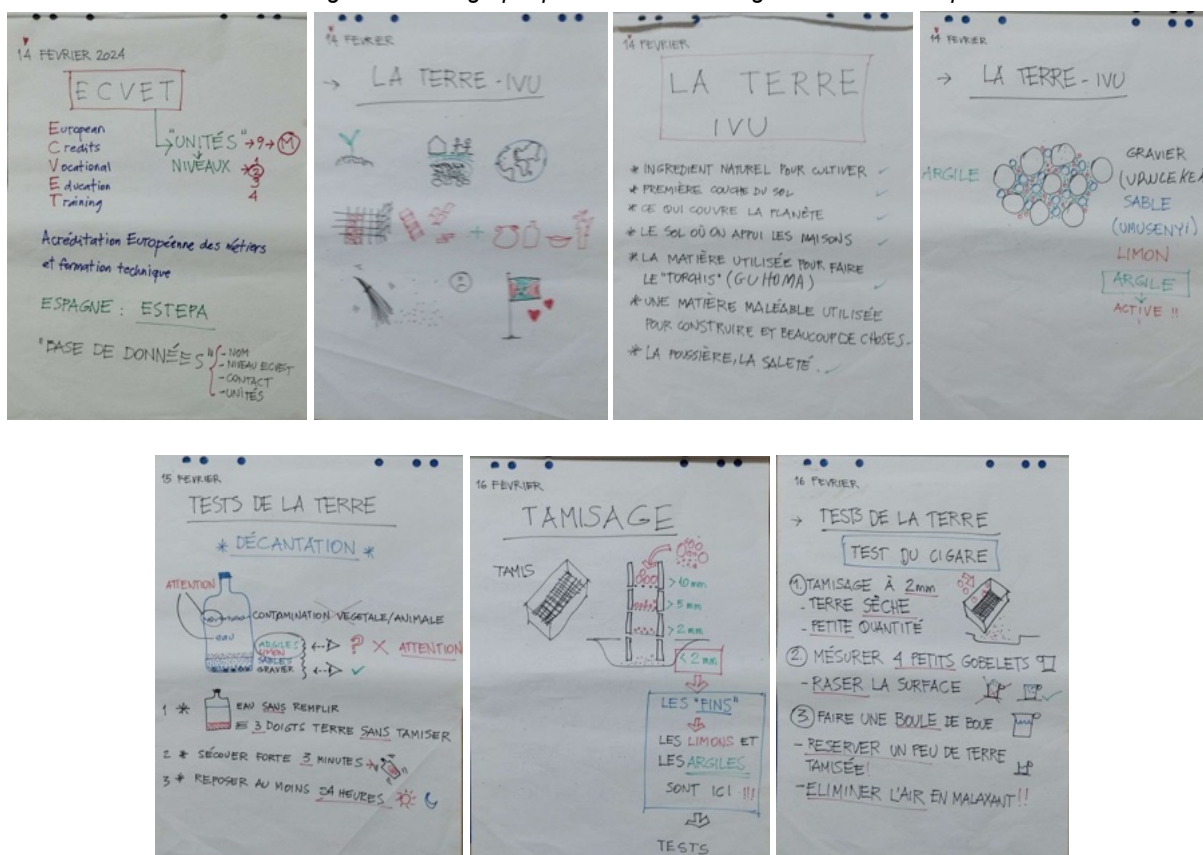 14 FEVRIER 2024
ECVET
European
Credits
Vocational
Education
Training
"UNITÉS" → 9 → M
NIVEAUX
1
2
3
4
Acréditation Européenne des métiers
et formation technique
ESPAGNE : ESTEPA
"BASE DE DONNÉES"
- NOM
- NIVEAU ECVET
- CONTACT
- UNITÉS
14 FEVRIER
→ LA TERRE - IVU
14 FEVRIER
LA TERRE
IVU
* INGREDIENT NATUREL POUR CULTIVER
* PREMIÈRE COUCHE DU SOL
* CE QUI COUVRE LA PLANÈTE
* LE SOL OÙ ON APPUI LES MAISONS
* LA MATIÈRE UTILISÉE POUR FAIRE
LE "TORCHIS" (GUHOMA)
* UNE MATIÈRE MALÉABLE UTILISÉE
POUR CONSTRUIRE ET BEAUCOUP DE CHOSES
* LA POUSSIÈRE, LA SALETÉ.
14 FEVRIER
→ LA TERRE - IVU
ARGILE
GRAVIER
SABLE
(UMUSENYI)
LIMON
ARGILE
ACTIVE !!
15 FEVRIER
TESTS DE LA TERRE
* DÉCANTATION *
ATTENTION
CONTAMINATION VEGETALE/ANIMALE
eau
ARGILES
LIMON
? X ATTENTION
SABLES
GRAVIER
1 * EAU SANS REMPLIR
3 DOIGTS TERRE SANS TAMISER
2 * SÉCOUER FORTE 3 MINUTES
3 * REPOSER AU MOINS 24 HEURES
16 FEVRIER
TAMISAGE
TAMIS
> 10 mm
> 5 mm
> 2 mm
< 2 mm
LES "FINS"
LES LIMONS ET
LES ARGILES
SONT ICI !!!
TESTS
16 FEVRIER
→ TESTS DE LA TERRE
TEST DU CIGARE
1 TAMISAGE À 2mm
- TERRE SÈCHE
- PETITE QUANTITÉ
2 MÉSURER 4 PETITS GOBELETS
- RASER LA SURFACE
3 FAIRE UNE BOULE DE BOUE
- RESERVER UN PEU DE TERRE
TAMISÉE!
- ELIMINER L'AIR EN MALAXANT!!